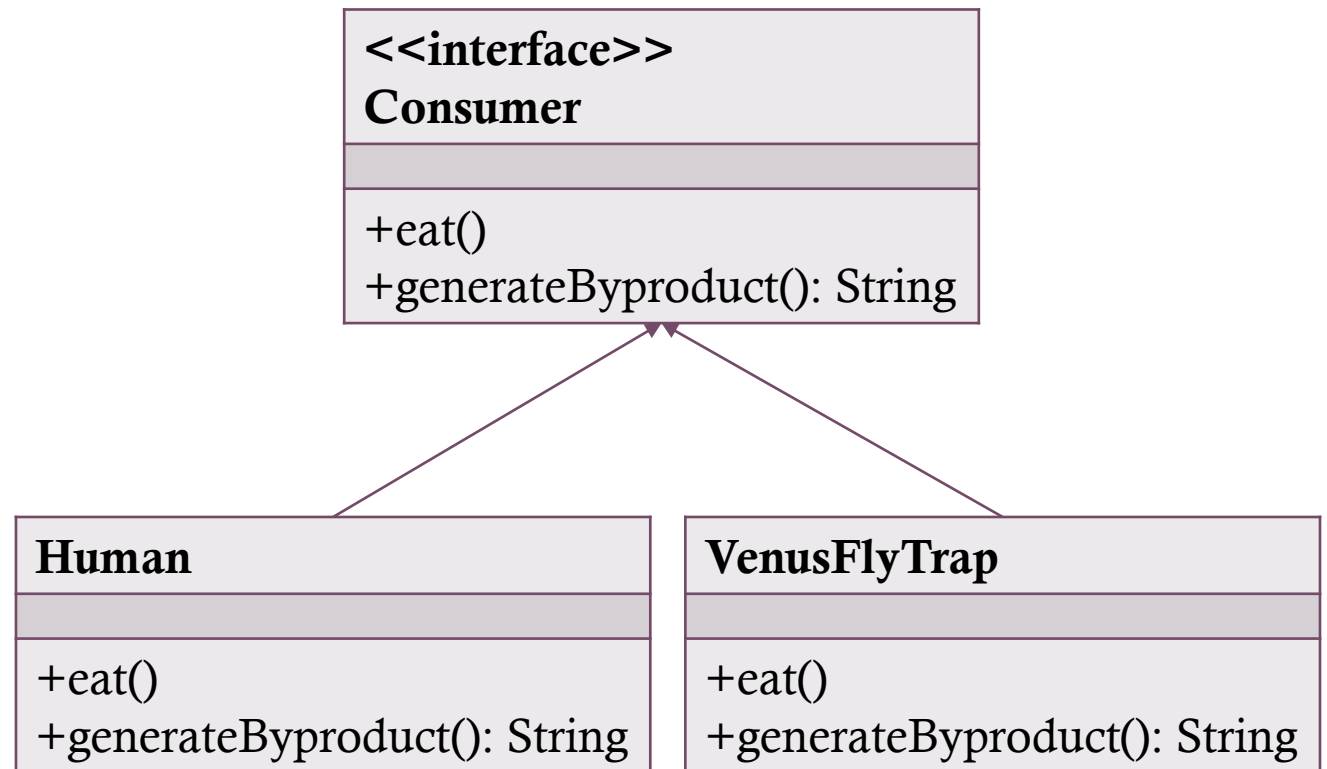 <<interface>>
Consumer
+eat()
+generateByproduct(): String
Human
+eat()
+generateByproduct(): String
VenusFlyTrap
+eat()
+generateByproduct(): String